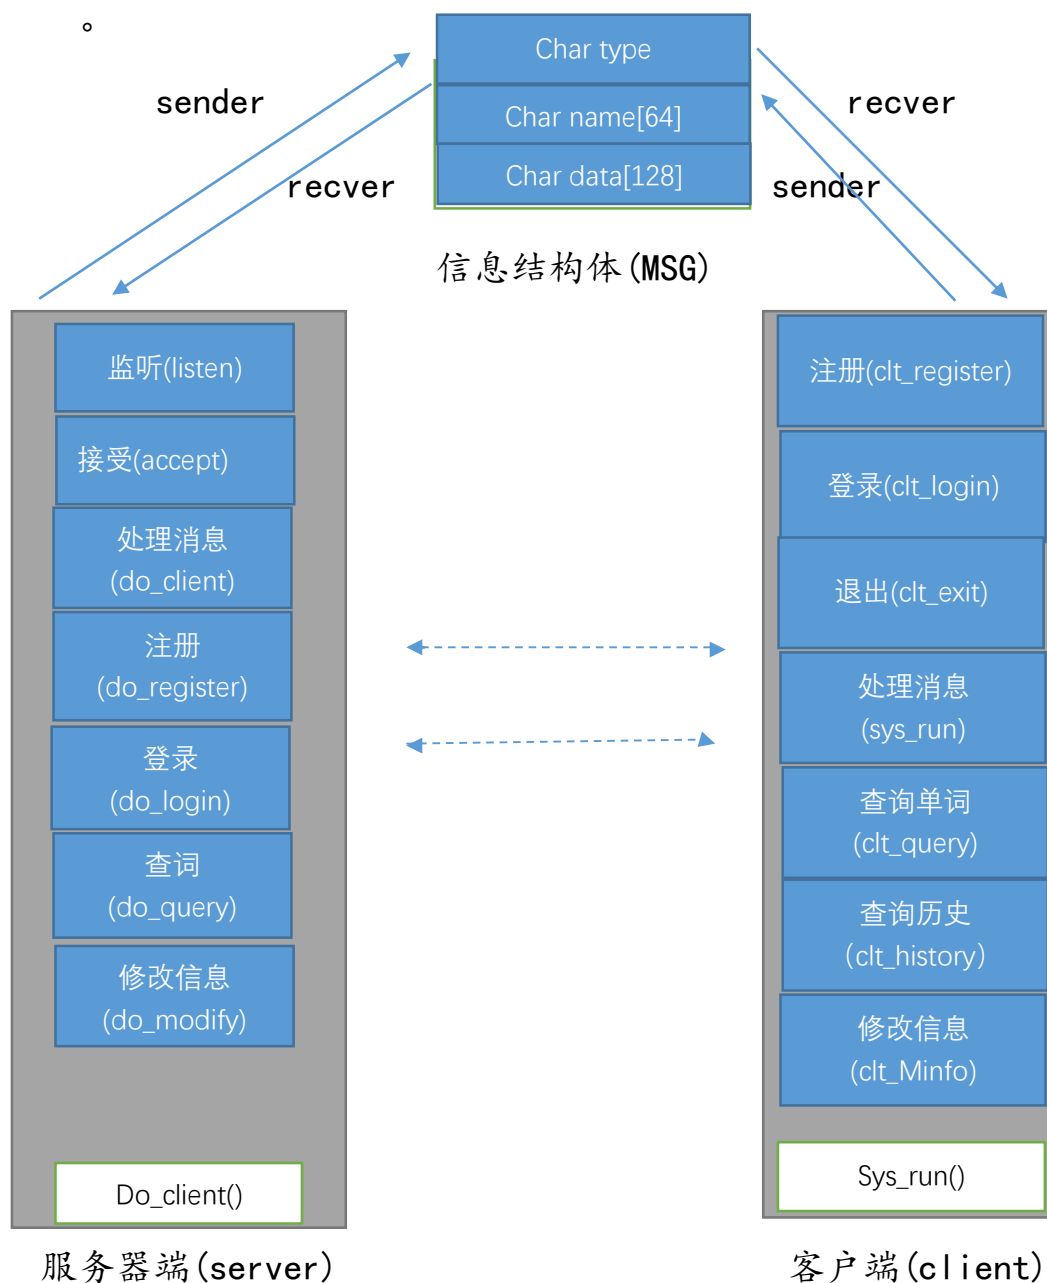 。
Char type
Char name[64]
Char data[128]
sender
recver
recver
sender
信息结构体(MSG)
监听(listen)
接受(accept)
处理消息
(do_client)
注册
(do_register)
登录
(do_login)
查词
(do_query)
修改信息
(do_modify)
Do_client()
服务器端(server)
注册(clt_register)
登录(clt_login)
退出(clt_exit)
处理消息
(sys_run)
查询单词
(clt_query)
查询历史
(clt_history)
修改信息
(clt_Minfo)
Sys_run()
客户端(client)